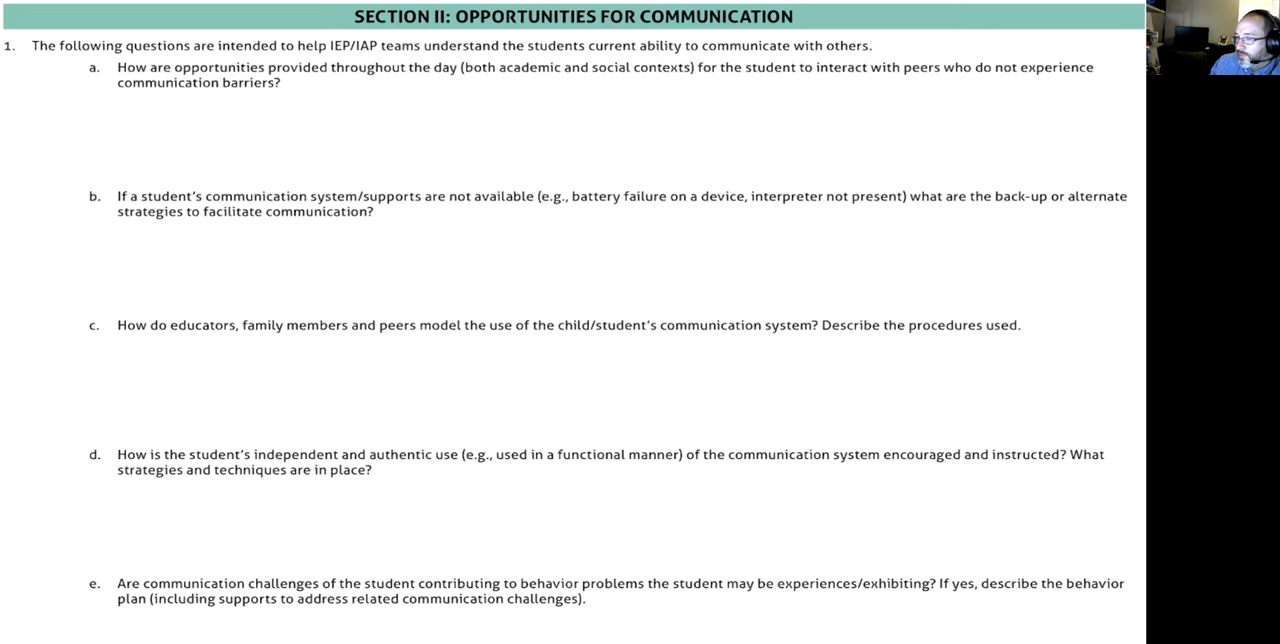 SECTION II: OPPORTUNITIES FOR COMMUNICATION
1. The following questions are intended to help IEP/IAP teams understand the students current ability to communicate with others.
a. How are opportunities provided throughout the day (both academic and social contexts) for the student to interact with peers who do not experience
communication barriers?
b. If a student's communication system/supports are not available (e.g., battery failure on a device, interpreter not present) what are the back-up or alternate
strategies to facilitate communication?
c. How do educators, family members and peers model the use of the child/student's communication system? Describe the procedures used.
d. How is the student's independent and authentic use (e.g., used in a functional manner) of the communication system encouraged and instructed? What
strategies and techniques are in place?
e. Are communication challenges of the student contributing to behavior problems the student may be experiences/exhibiting? If yes, describe the behavior
plan (including supports to address related communication challenges).